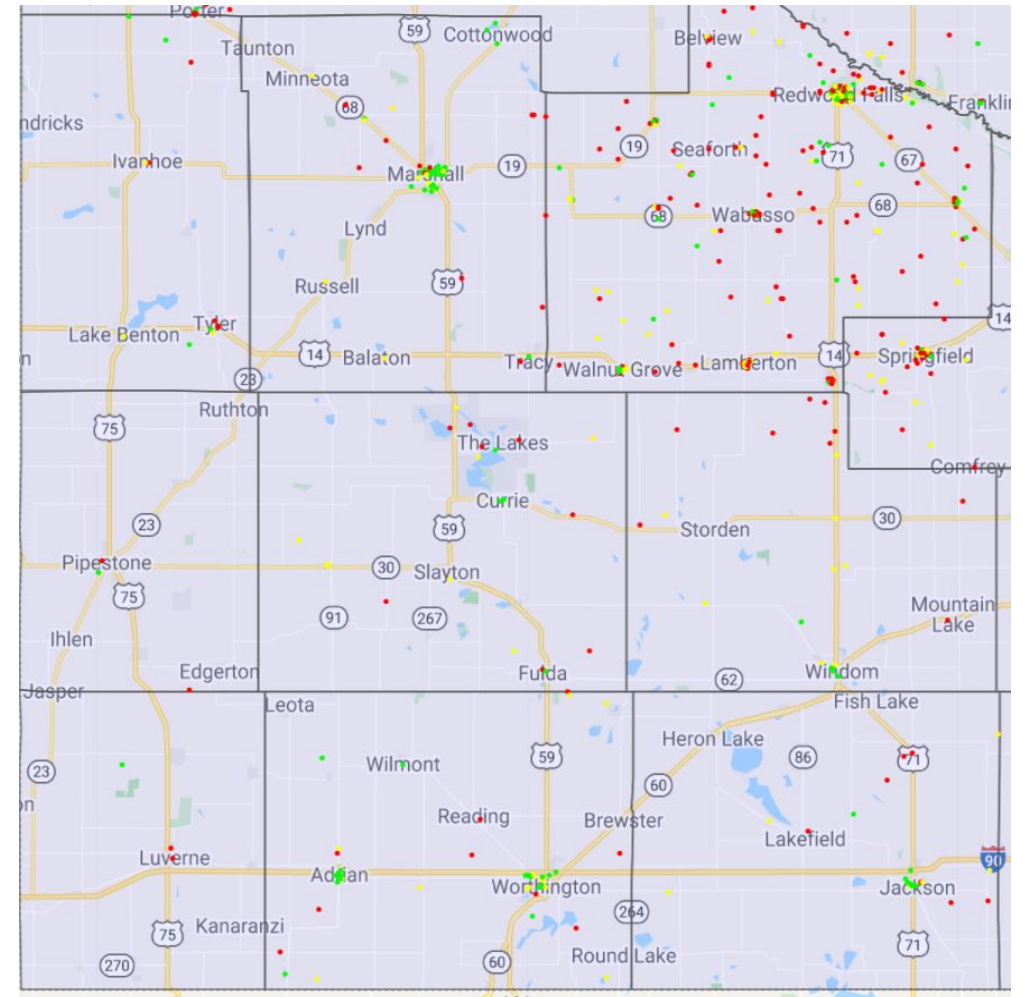 Porter
59
Cottonwood
Belview
Taunton
Minneota
68
Redwood Falls
Franklin
ndricks
Ivanhoe
Marshall
19
19
Seaforth
71
67
68
Wabasso
68
Lynd
Russell
59
Tyler
Lake Benton
14
Balaton
Tracy
Walnut Grove
Lamberton
14
Springfield
14
n
23
Ruthton
75
The Lakes
Comfrey
Currie
23
59
Storden
30
Pipestone
30
Slayton
75
91
267
Mountain
Lake
Ihlen
Edgerton
Fulda
62
Windom
Jasper
Leota
Fish Lake
Heron Lake
23
Wilmont
59
86
71
60
on
Reading
Brewster
Lakefield
Luverne
90
Adrian
Worthington
Jackson
264
Kanaranzi
75
71
270
60
Round Lake